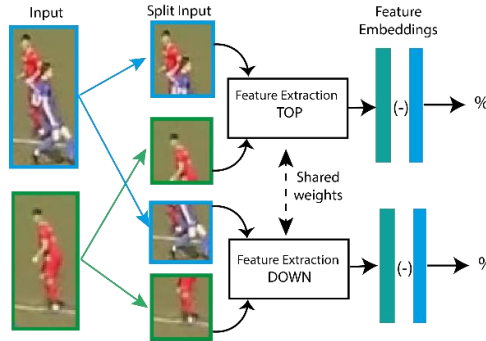 Input
Split Input
Feature
Embeddings
Feature Extraction
TOP
(-)
%
Shared
weights
Feature Extraction
DOWN
(-)
%